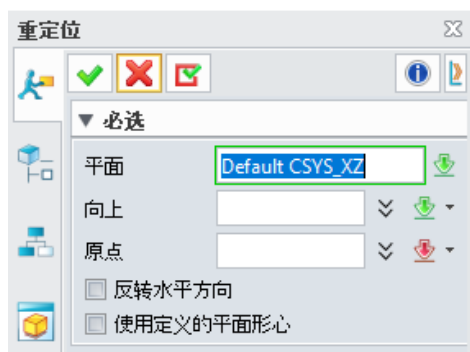 重定位
必选
平面 Default CSYS_XZ
向上
原点
反转水平方向
使用定义的平面形心